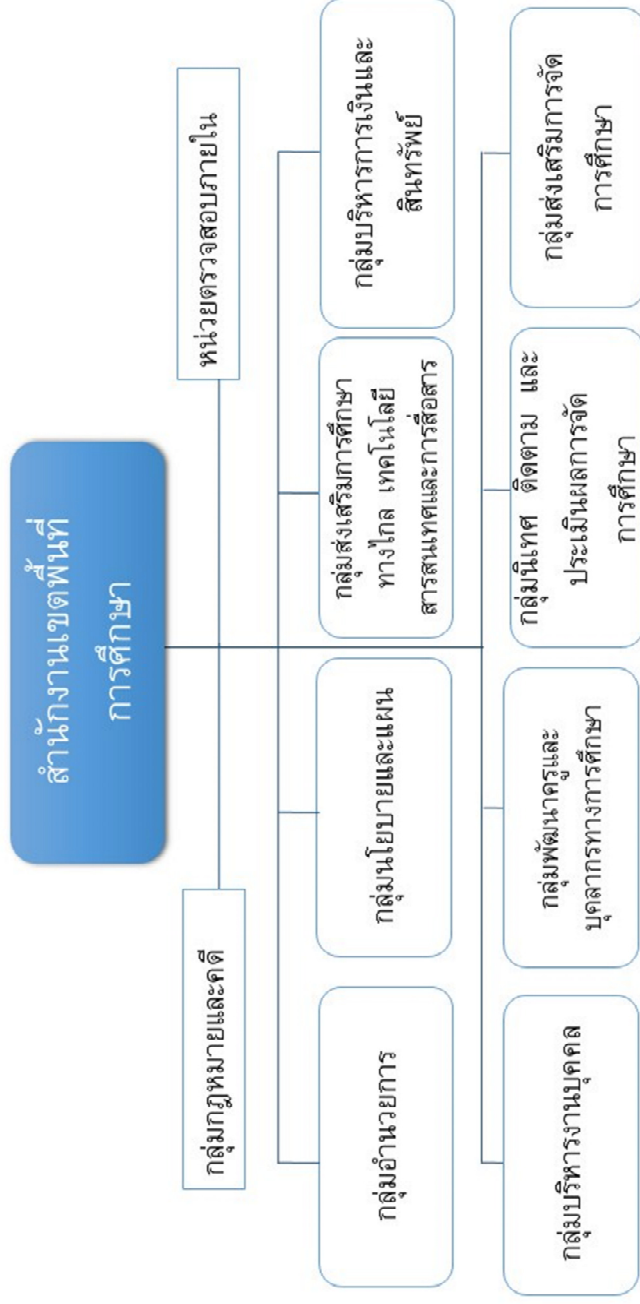 สำนักงานเขตพื้นที่
การศึกษา
กลุ่มกฎหมายและคดี
หน่วยตรวจสอบภายใน
กลุ่มอำนวยการ
กลุ่มนโยบายและแผน
กลุ่มส่งเสริมการศึกษา
ทางไกล เทคโนโลยี
สารสนเทศและการสื่อสาร
กลุ่มบริหารการเงินและ
สินทรัพย์
กลุ่มบริหารงานบุคคล
กลุ่มพัฒนาครูและ
บุคลากรทางการศึกษา
กลุ่มนิเทศ ติดตาม และ
ประเมินผลการจัด
การศึกษา
กลุ่มส่งเสริมการจัด
การศึกษา